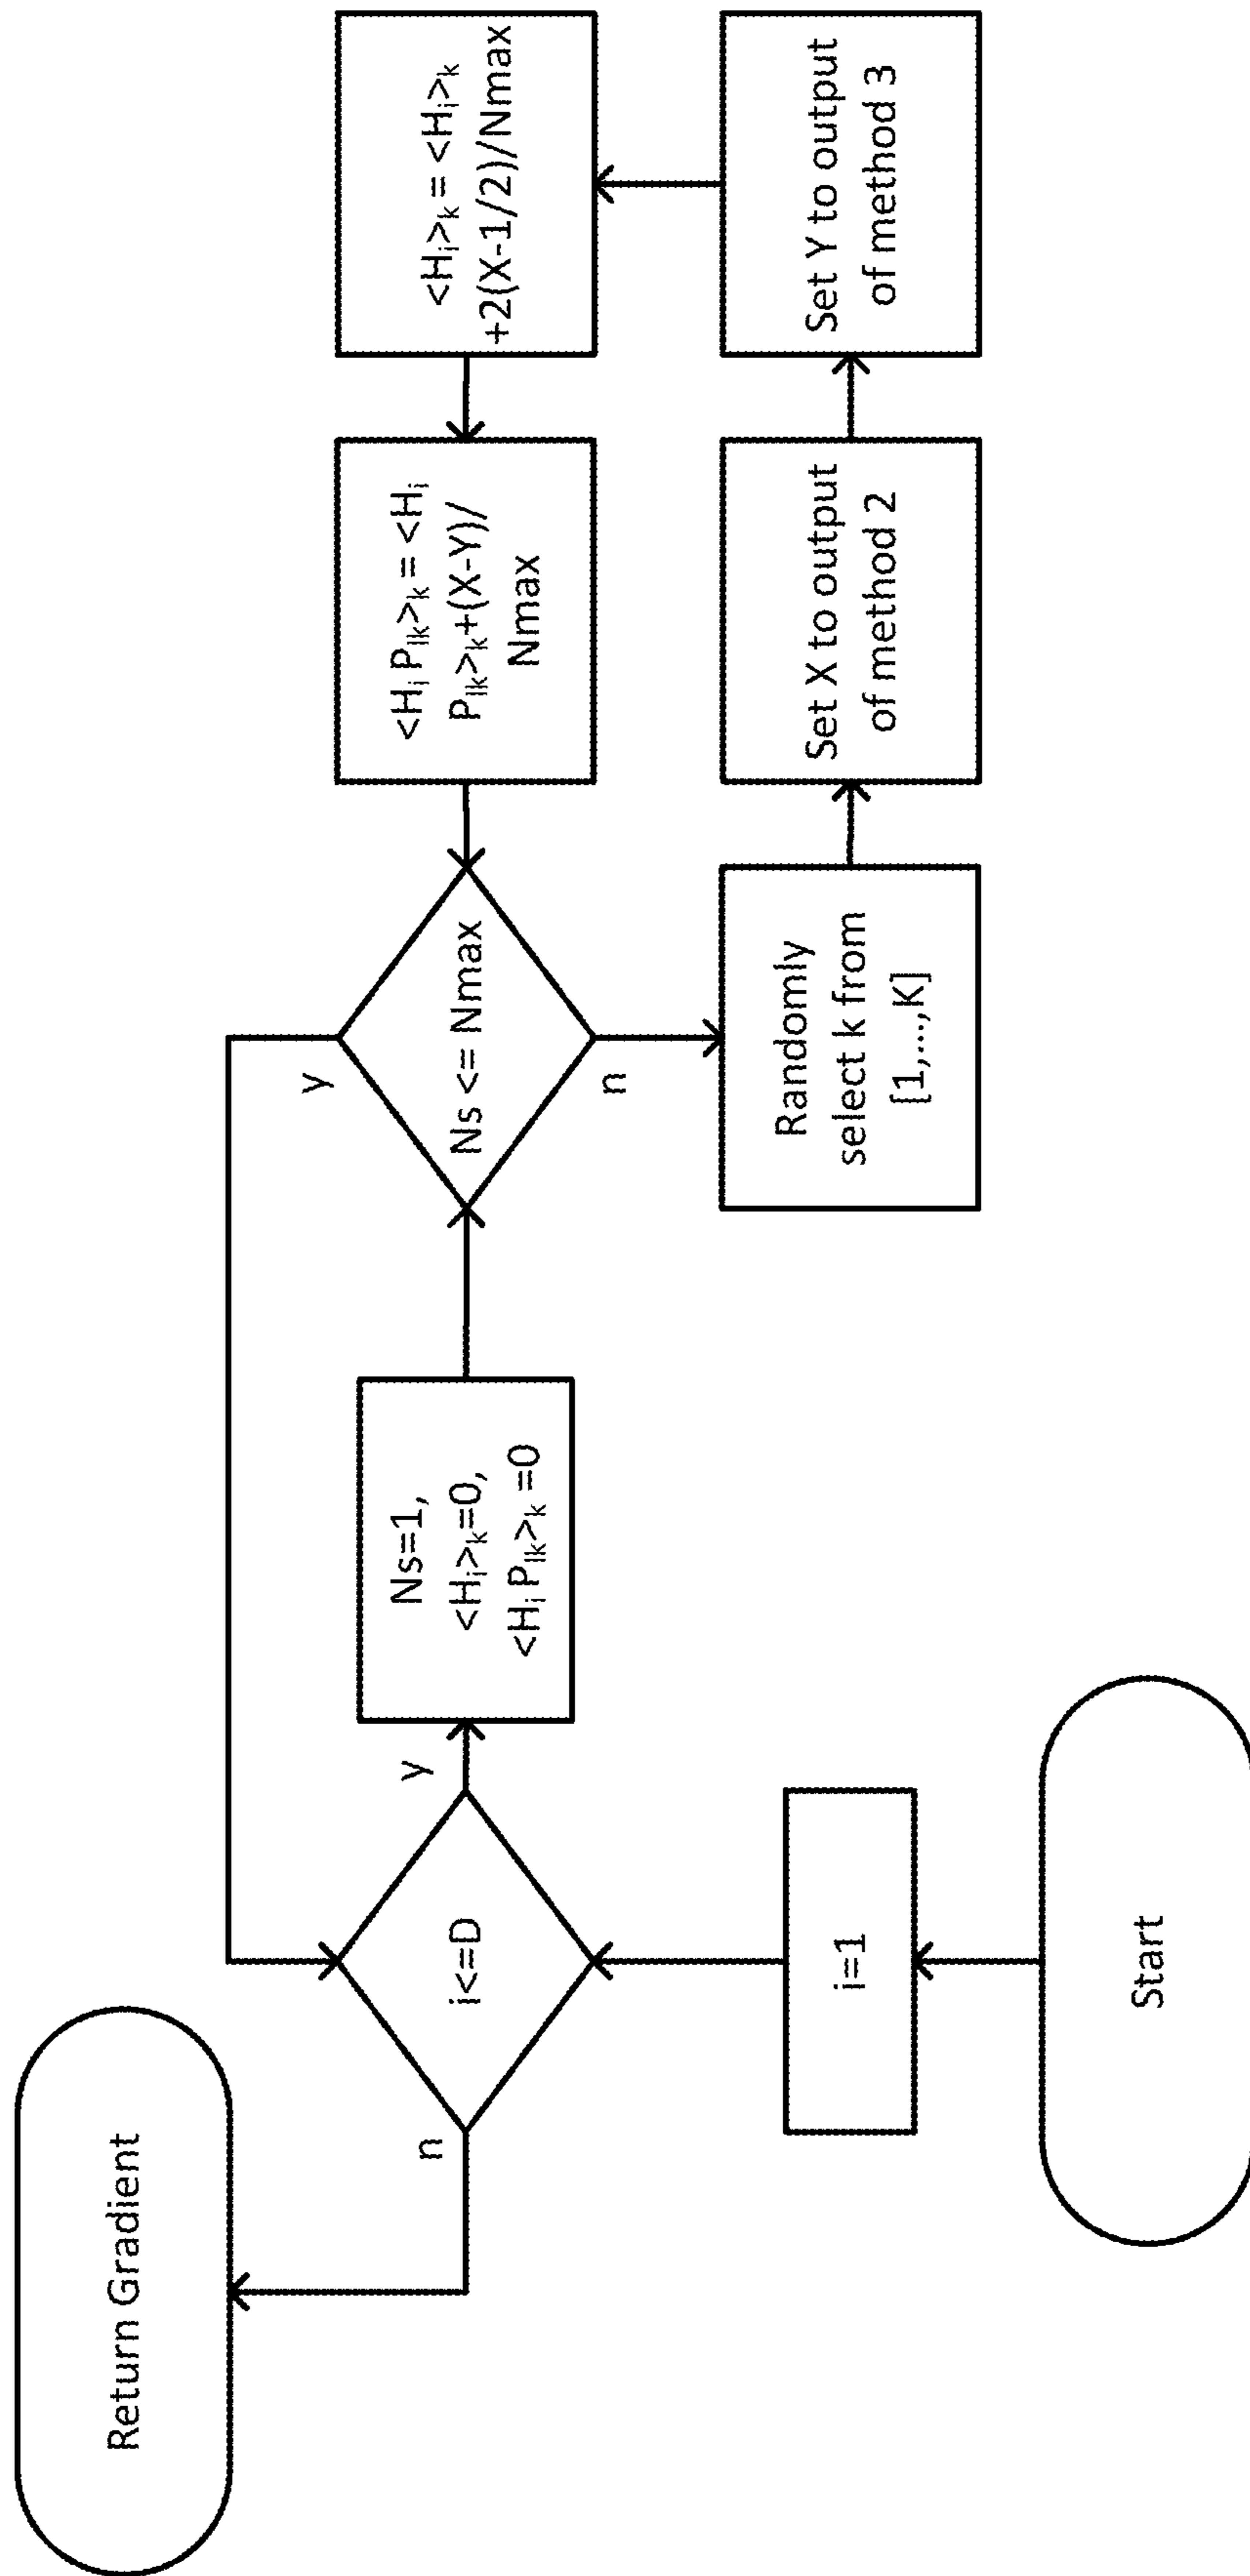 Return Gradient
n
i<=D
y
i=1
Start
Ns=1,
<Hᵢ>ₖ=0,
<Hᵢ Pₗₖ>ₖ =0
y
Ns <= Nmax
n
Randomly
select k from
[1,...,K]
<Hᵢ Pₗₖ>ₖ = <Hᵢ
Pₗₖ>ₖ+(X-Y)/
Nmax
Set X to output
of method 2
<Hᵢ>ₖ = <Hᵢ>ₖ
+2(X-1/2)/Nmax
Set Y to output
of method 3